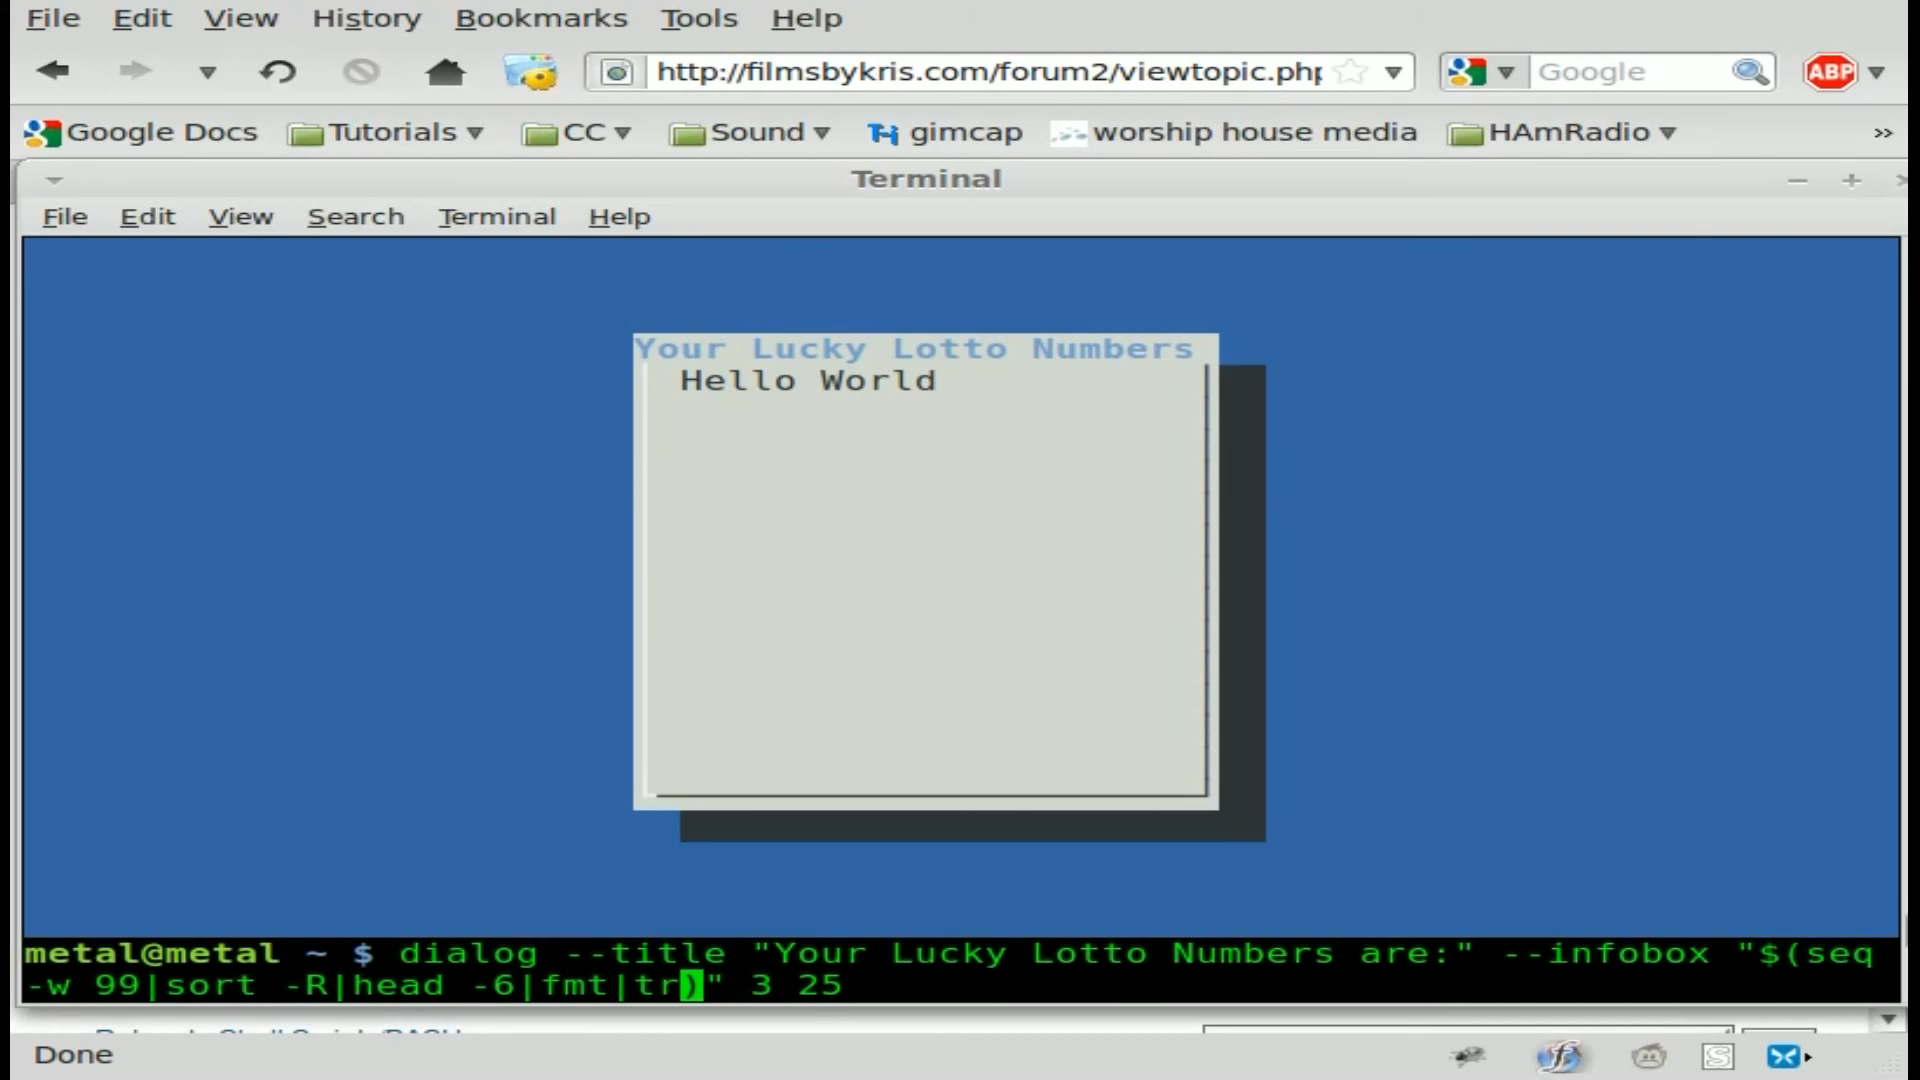 File Edit View History Bookmarks Tools Help
http://filmsbykris.com/forum2/viewtopic.php Google ABP
Google Docs Tutorials CC Sound gimcap worship house media HAmRadio »
Terminal
File Edit View Search Terminal Help
Your Lucky Lotto Numbers
Hello World
metal@metal ~ $ dialog --title "Your Lucky Lotto Numbers are:" --infobox "$(seq
-w 99|sort -R|head -6|fmt|tr)" 3 25
Done